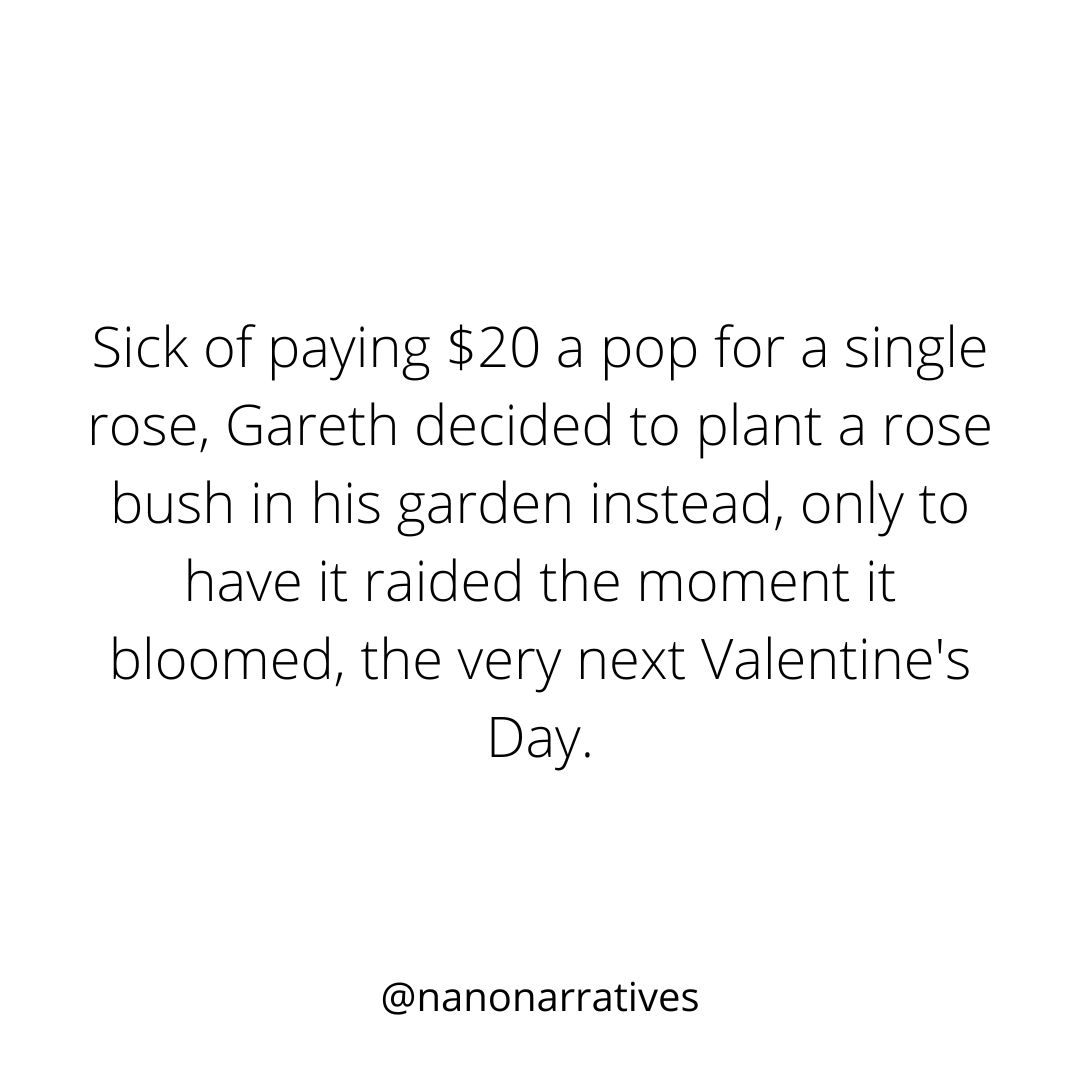 Sick of paying $20 a pop for a single
rose, Gareth decided to plant a rose
bush in his garden instead, only to
have it raided the moment it
bloomed, the very next Valentine's
Day.
@nanonarratives